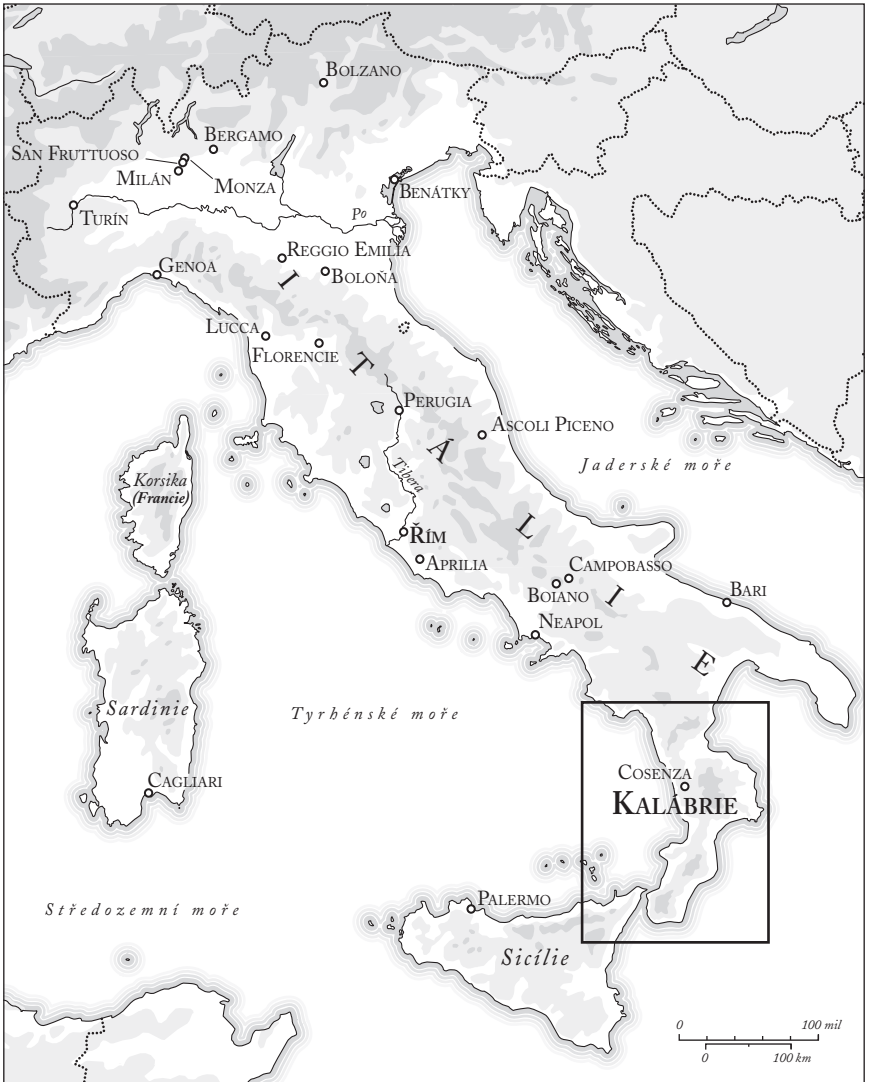 Bolzano
Bergamo
San Fruttuoso
Milán
Monza
Benátky
Turín
Po
Reggio Emilia
Genoa
Boloňa
Lucca
Florencie
Perugia
Ascoli Piceno
Jaderské moře
Korsika
(Francie)
Tibera
Řím
Aprilia
Campobasso
Boiano
Bari
Neapol
ITÁLIE
Sardinie
Tyrhénské moře
Cagliari
Cosenza
Kalábrie
Palermo
Středozemní moře
Sicílie
0 100 mil
0 100 km